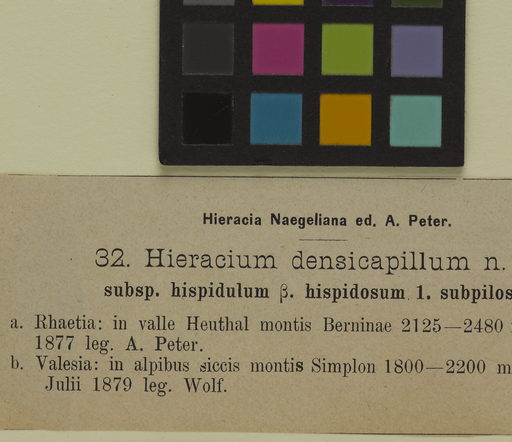 Hieracia Naegeliana ed. A. Peter.
32. Hieracium densicapillum n.
subsp. hispidulum β. hispidosum 1. subpilos
a. Rhaetia: in valle Heuthal montis Berninae 2125—2480
1877 leg. A. Peter.
b. Valesia: in alpibus siccis montis Simplon 1800—2200 m
Julii 1879 leg. Wolf.